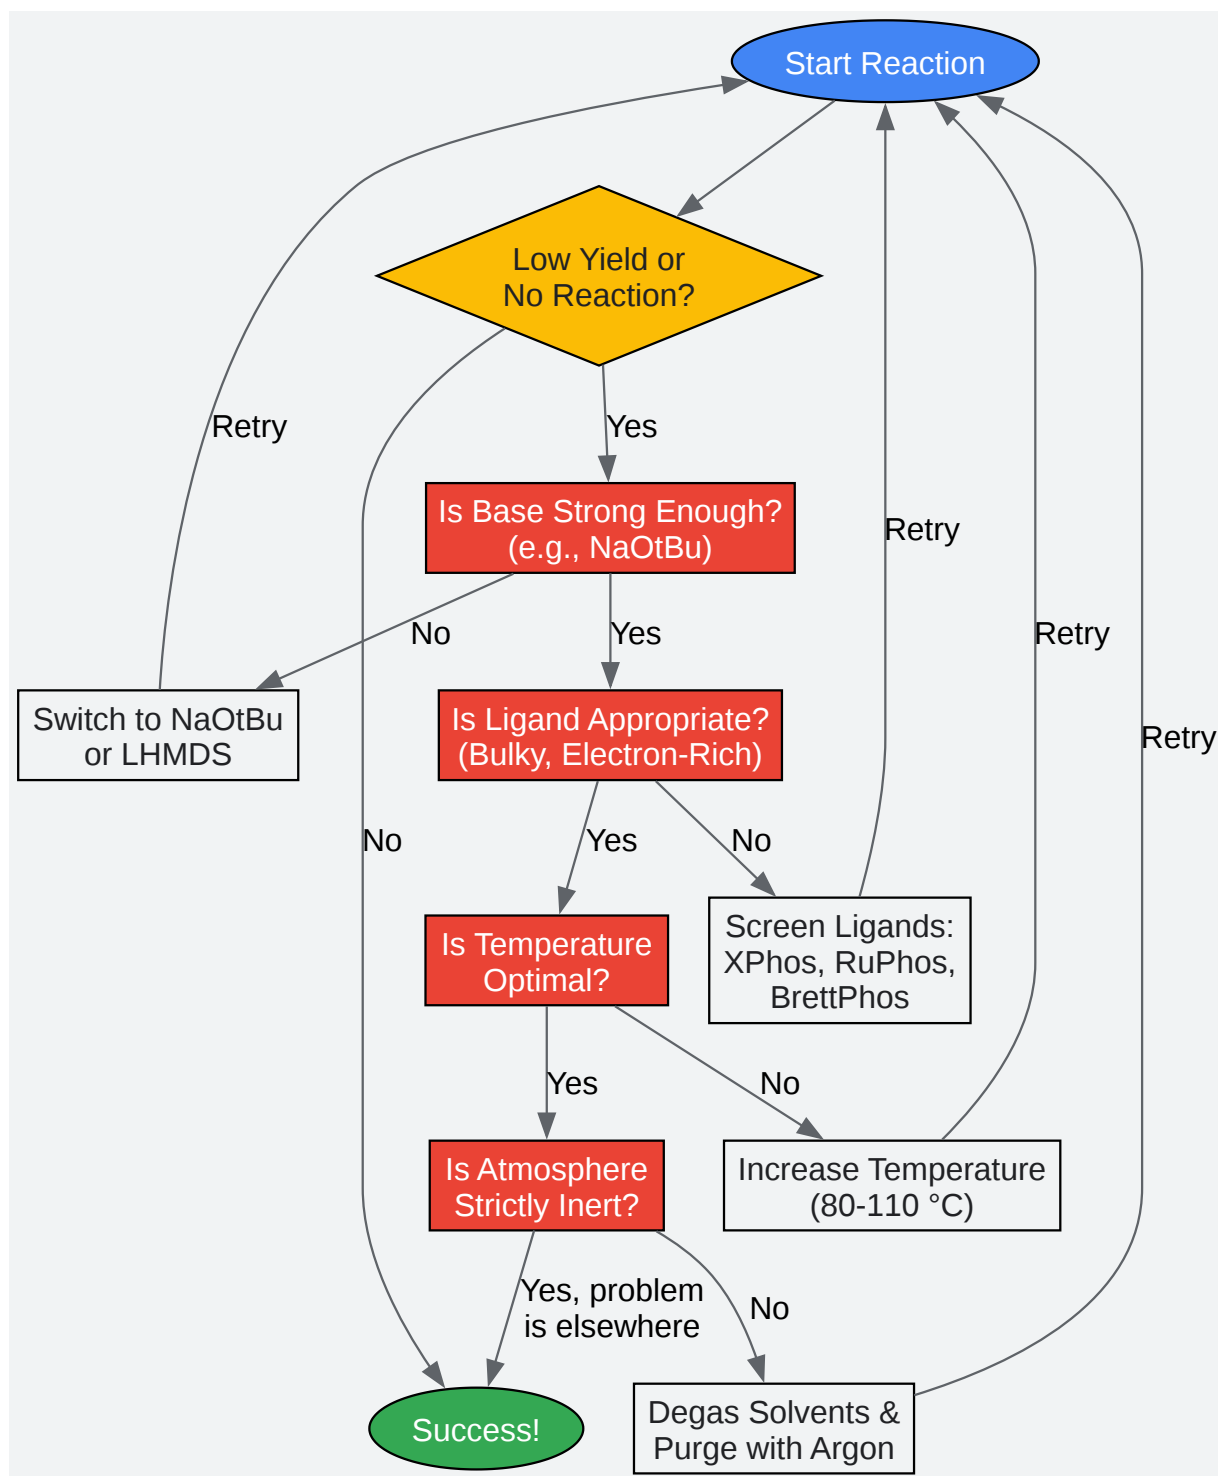 Start Reaction
Low Yield or
No Reaction?
Retry
Yes
Is Base Strong Enough?
(e.g., NaOtBu)
Retry
No
Yes
Retry
Switch to NaOtBu
or LHMDS
Is Ligand Appropriate?
(Bulky, Electron-Rich)
Retry
No
Yes
No
Screen Ligands:
XPhos, RuPhos,
BrettPhos
Is Temperature
Optimal?
Yes
No
Is Atmosphere
Strictly Inert?
Increase Temperature
(80-110 °C)
Yes, problem
is elsewhere
No
Success!
Degas Solvents &
Purge with Argon